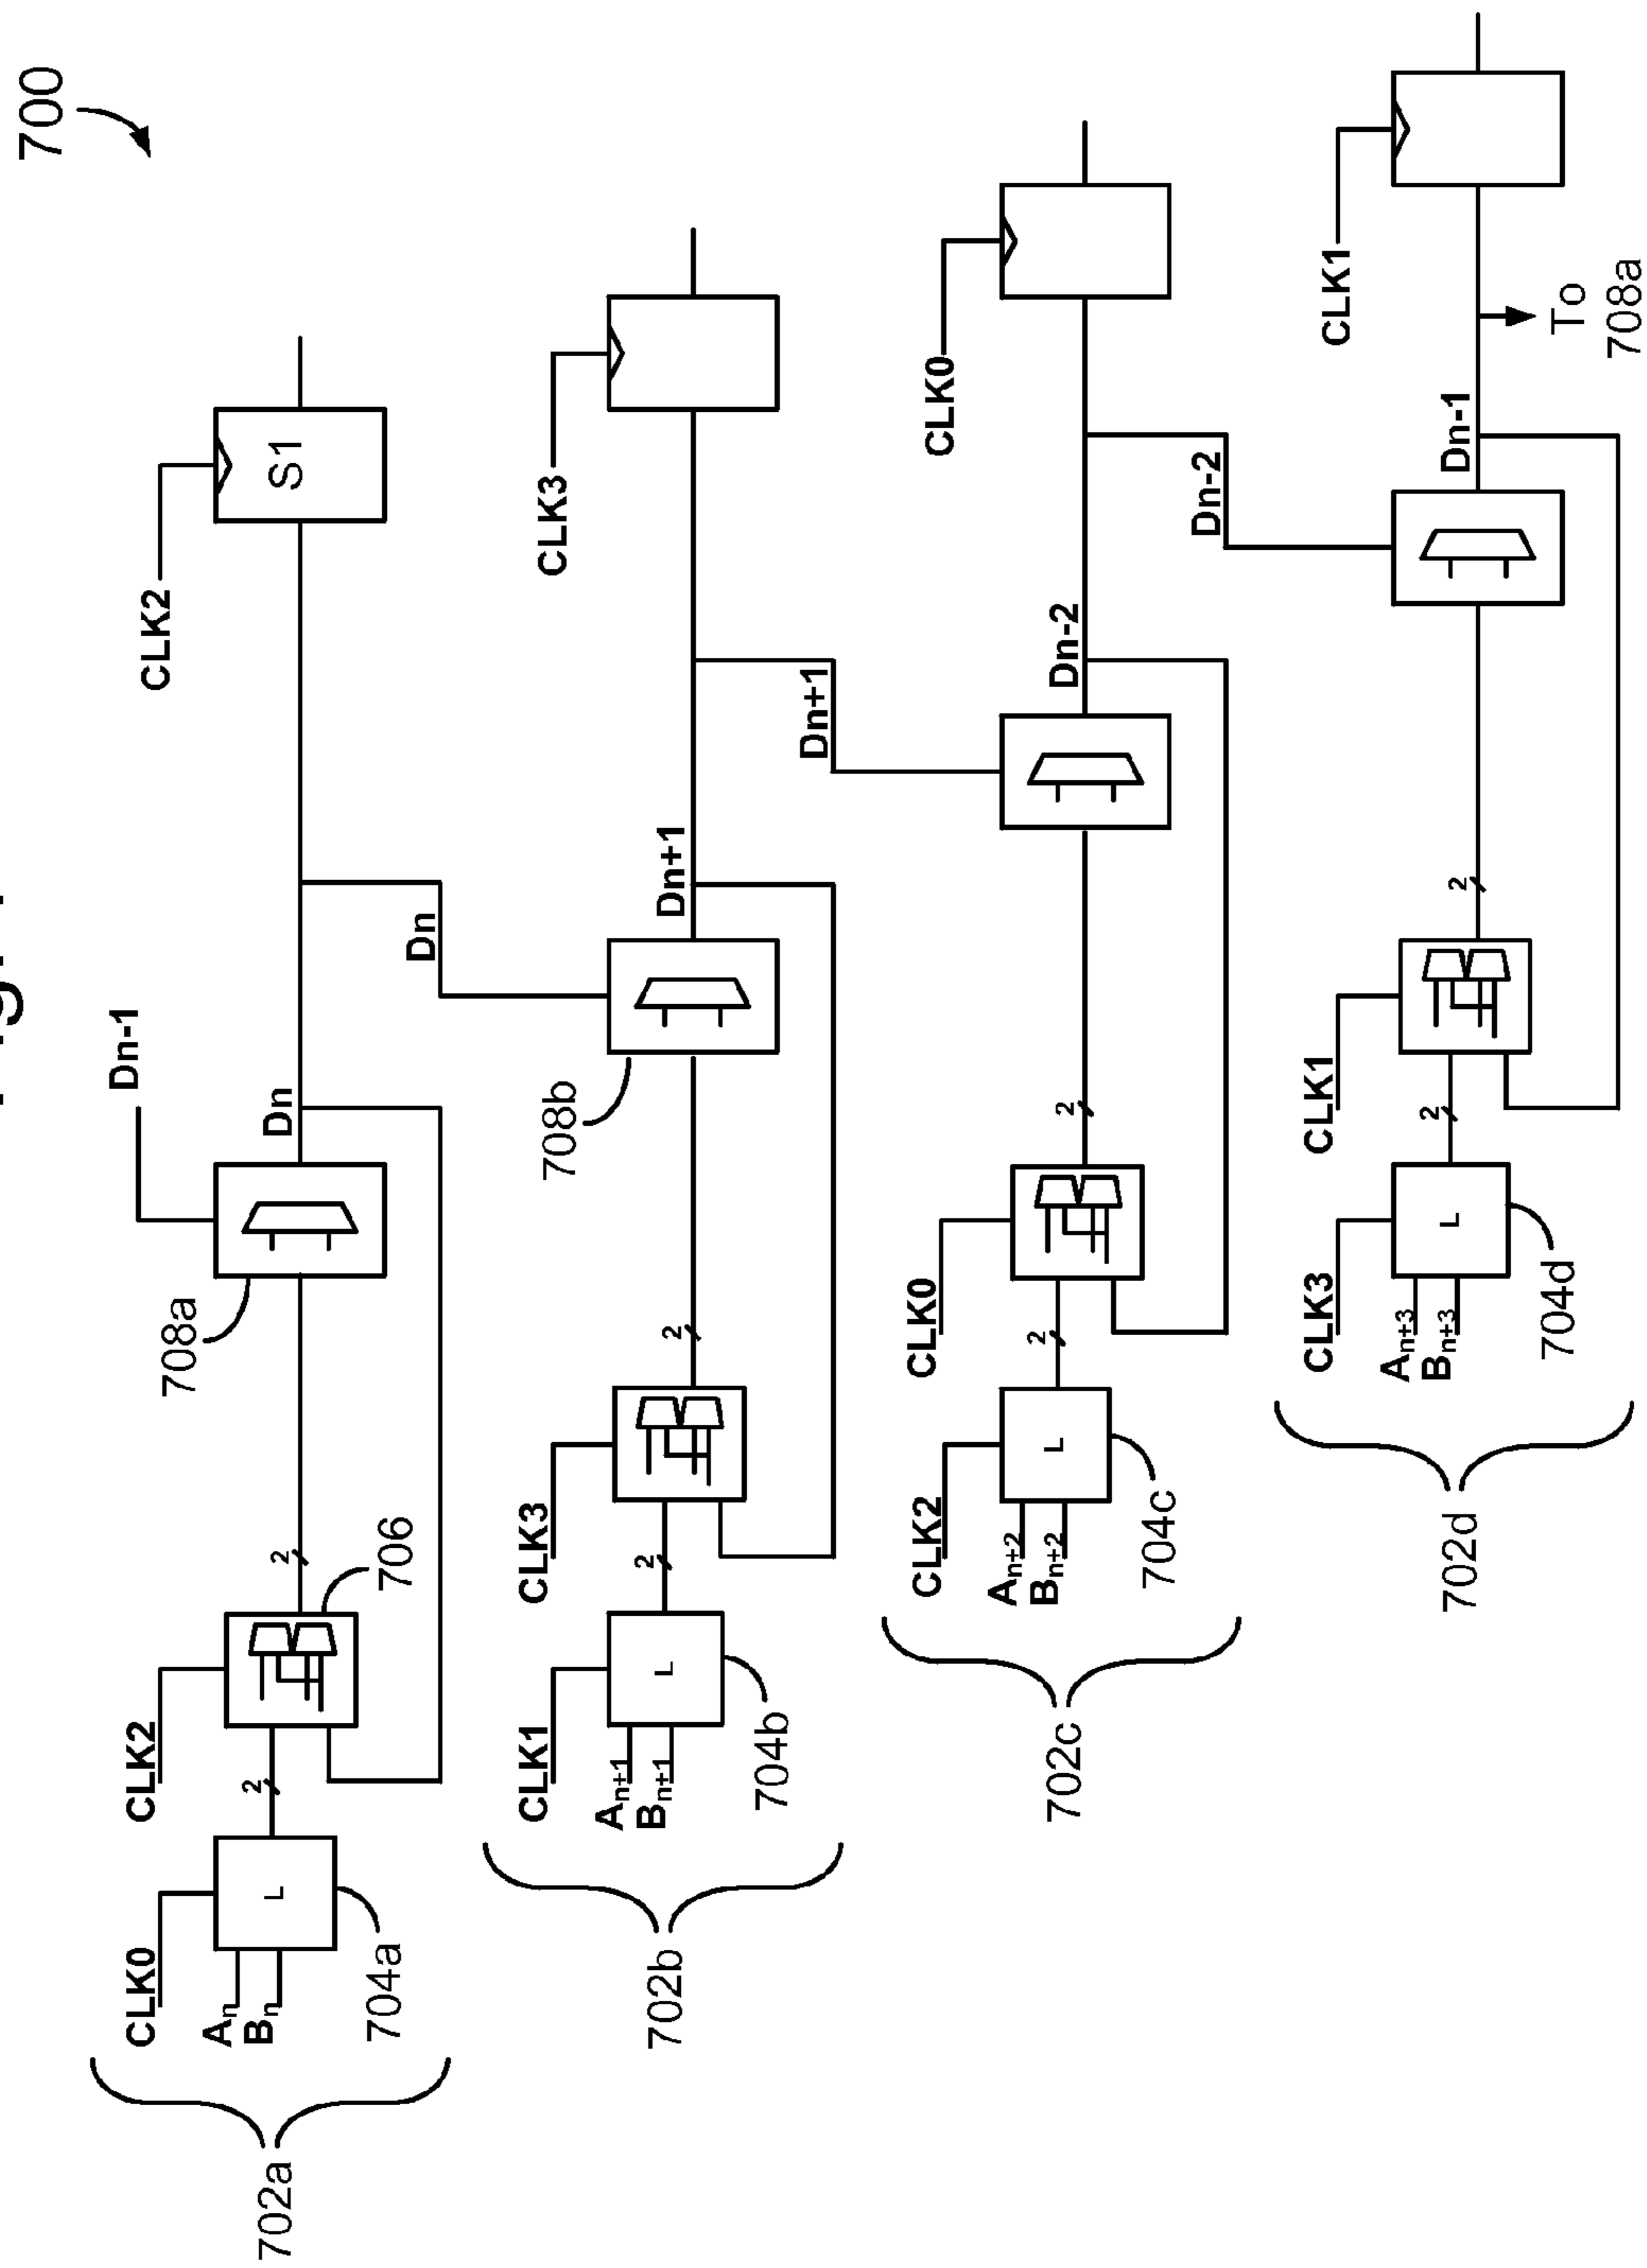 700
Dn-1
CLK0
CLK2
CLK2
An
Bn
L
2
2
Dn
S1
702a
704a
706
708a
Dn
CLK1
CLK3
CLK3
An+1
Bn+1
L
2
2
Dn+1
702b
704b
708b
Dn+1
CLK2
CLK0
CLK0
An+2
Bn+2
L
2
2
Dn-2
702c
704c
Dn-2
CLK3
CLK1
CLK1
An+3
Bn+3
L
2
2
Dn-1
702d
704d
To
708a